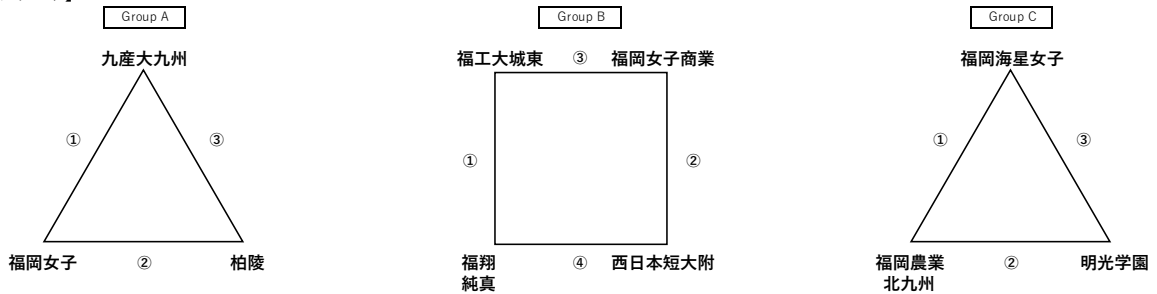 Group A
九産大九州
①
③
福岡女子
②
柏陵
Group B
福工大城東
③
福岡女子商業
①
②
福翔
純真
④
西日本短大附
Group C
福岡海星女子
①
③
福岡農業
北九州
②
明光学園